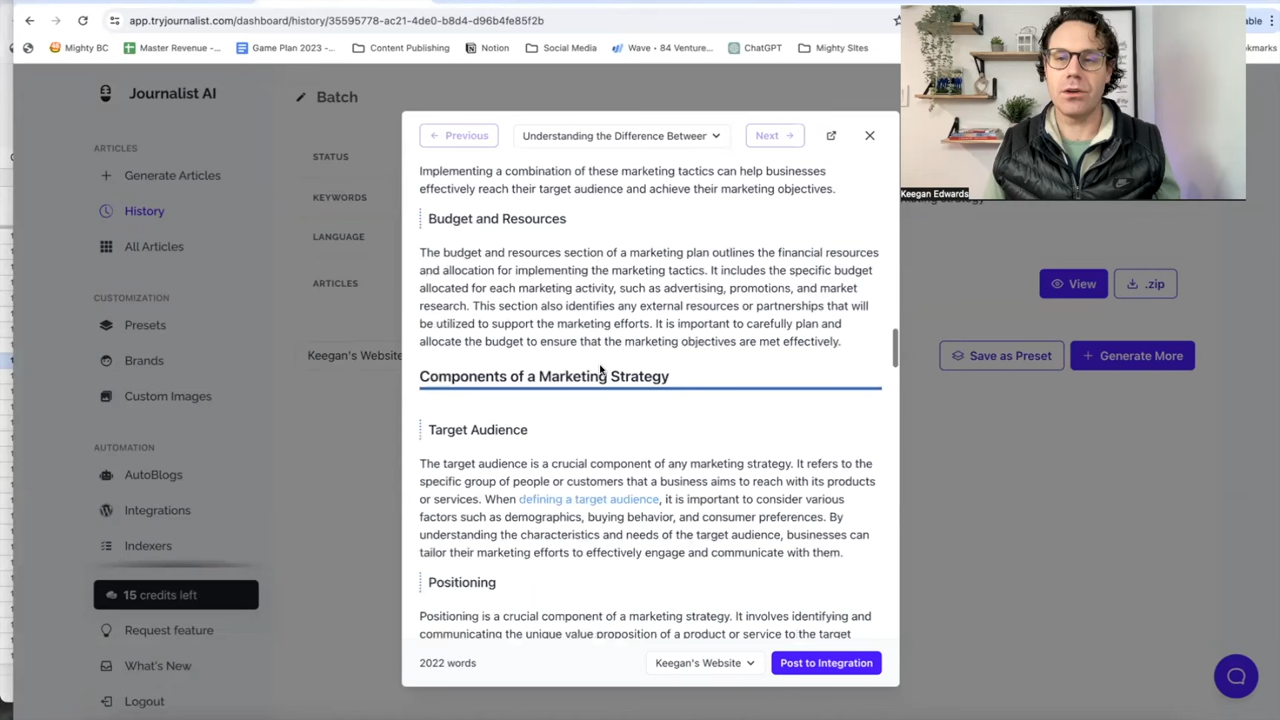 app.tryjournalist.com/dashboard/history/35595778-ac21-4de0-b8d4-d96b4fe85f2b
Mighty BC
Master Revenue -...
Game Plan 2023 -...
Content Publishing
Notion
Social Media
Wave • 84 Venture...
ChatGPT
Mighty SItes
Keegan Edwards
Journalist AI
ARTICLES
Generate Articles
History
All Articles
CUSTOMIZATION
Presets
Brands
Custom Images
AUTOMATION
AutoBlogs
Integrations
Indexers
15 credits left
Request feature
What's New
Logout
Batch
STATUS
KEYWORDS
LANGUAGE
ARTICLES
Keegan's Website
View
.zip
Save as Preset
Generate More
Previous
Understanding the Difference Betweer
Next
Implementing a combination of these marketing tactics can help businesses
effectively reach their target audience and achieve their marketing objectives.
Budget and Resources
The budget and resources section of a marketing plan outlines the financial resources
and allocation for implementing the marketing tactics. It includes the specific budget
allocated for each marketing activity, such as advertising, promotions, and market
research. This section also identifies any external resources or partnerships that will
be utilized to support the marketing efforts. It is important to carefully plan and
allocate the budget to ensure that the marketing objectives are met effectively.
Components of a Marketing Strategy
Target Audience
The target audience is a crucial component of any marketing strategy. It refers to the
specific group of people or customers that a business aims to reach with its products
or services. When defining a target audience, it is important to consider various
factors such as demographics, buying behavior, and consumer preferences. By
understanding the characteristics and needs of the target audience, businesses can
tailor their marketing efforts to effectively engage and communicate with them.
Positioning
Positioning is a crucial component of a marketing strategy. It involves identifying and
communicating the unique value proposition of a product or service to the target
2022 words
Keegan's Website
Post to Integration